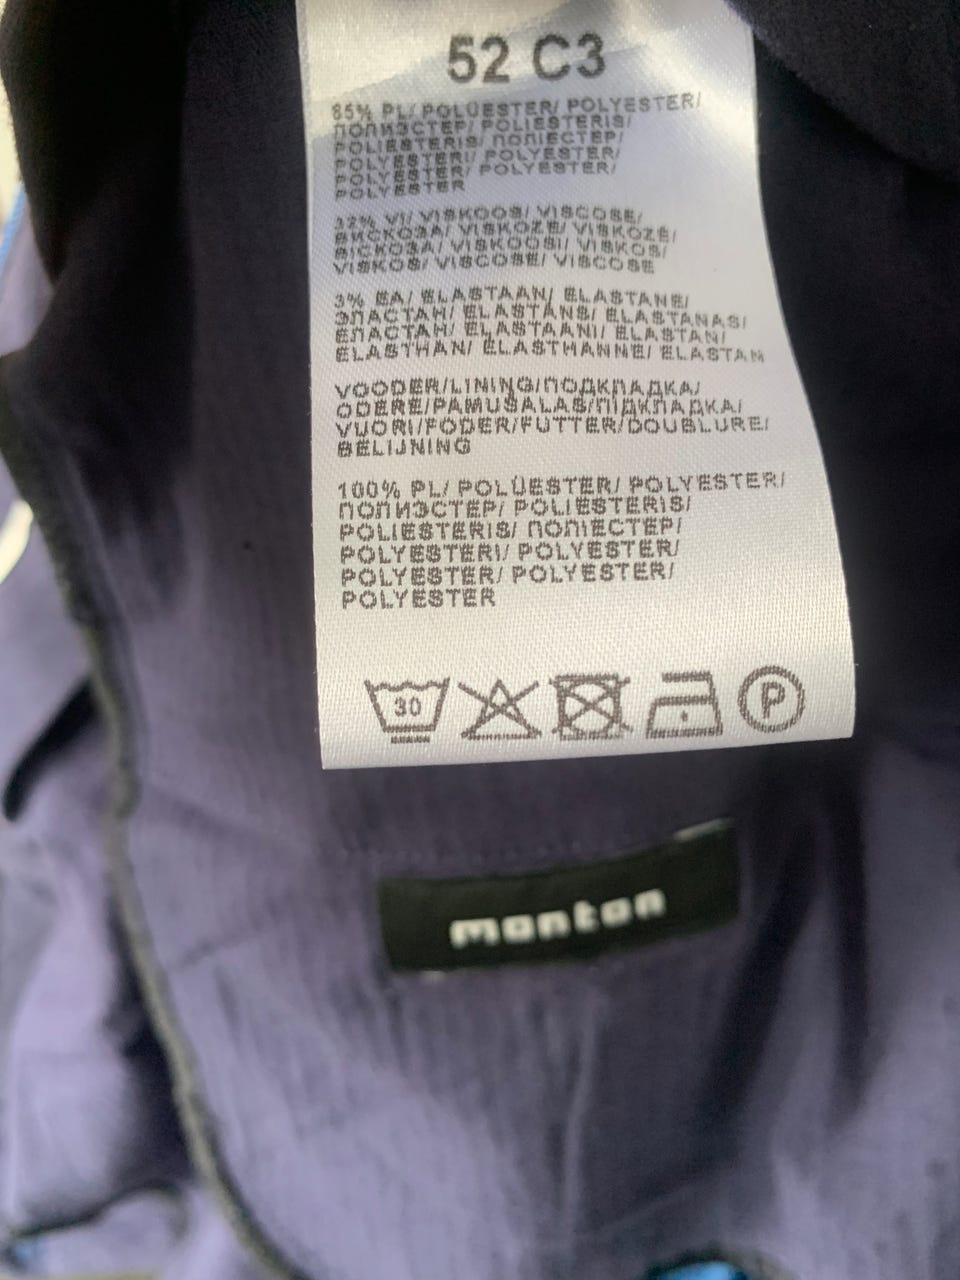 52 C3
85% PL/ POLÜESTER/ POLYESTER/
ПОЛИЭСТЕР/ POLIESTERIS/
POLIESTERIS/ ПОЛІЕСТЕР/
POLYESTERI/ POLYESTER/
POLYESTER/ POLYESTER/
POLYESTER
12% VI/ VISKOOS/ VISCOSE/
ВИСКОЗА/ VISKOZE/ VISKOZĖ/
ВІСКОЗА/ VISKOOSI/ VISKOS/
VISKOS/ VISCOSE/ VISCOSE
3% EA/ ELASTAAN/ ELASTANE/
ЭЛАСТАН/ ELASTĀNS/ ELASTANAS/
ЕЛАСТАН/ ELASTAANI/ ELASTAN/
ELASTHAN/ ELASTHANNE/ ELASTAN
VOODER/LINING/ПОДКЛАДКА/
ODERE/PAMUŠALAS/ПІДКЛАДКА/
VUORI/FODER/FUTTER/DOUBLURE/
BELIJNING
100% PL/ POLÜESTER/ POLYESTER/
ПОЛИЭСТЕР/ POLIESTERIS/
POLIESTERIS/ ПОЛІЕСТЕР/
POLYESTERI/ POLYESTER/
POLYESTER/ POLYESTER/
POLYESTER
30 P
monton